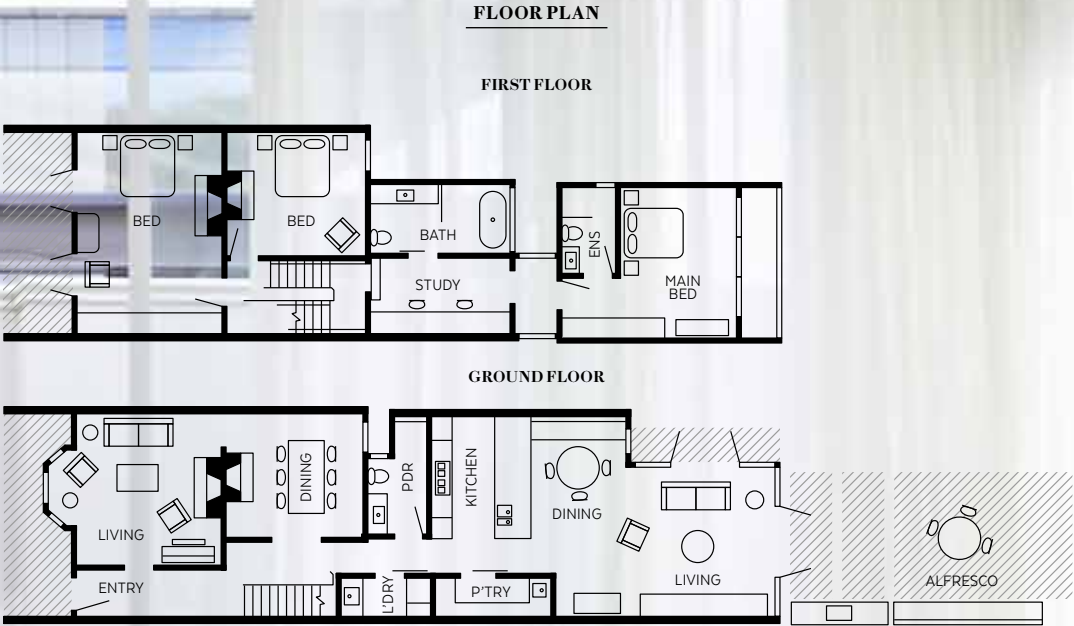 FLOOR PLAN
FIRST FLOOR
BED
BED
BATH
STUDY
ENS
MAIN
BED
GROUND FLOOR
LIVING
ENTRY
DINING
PDR
L'DRY
KITCHEN
P'TRY
DINING
LIVING
ALFRESCO